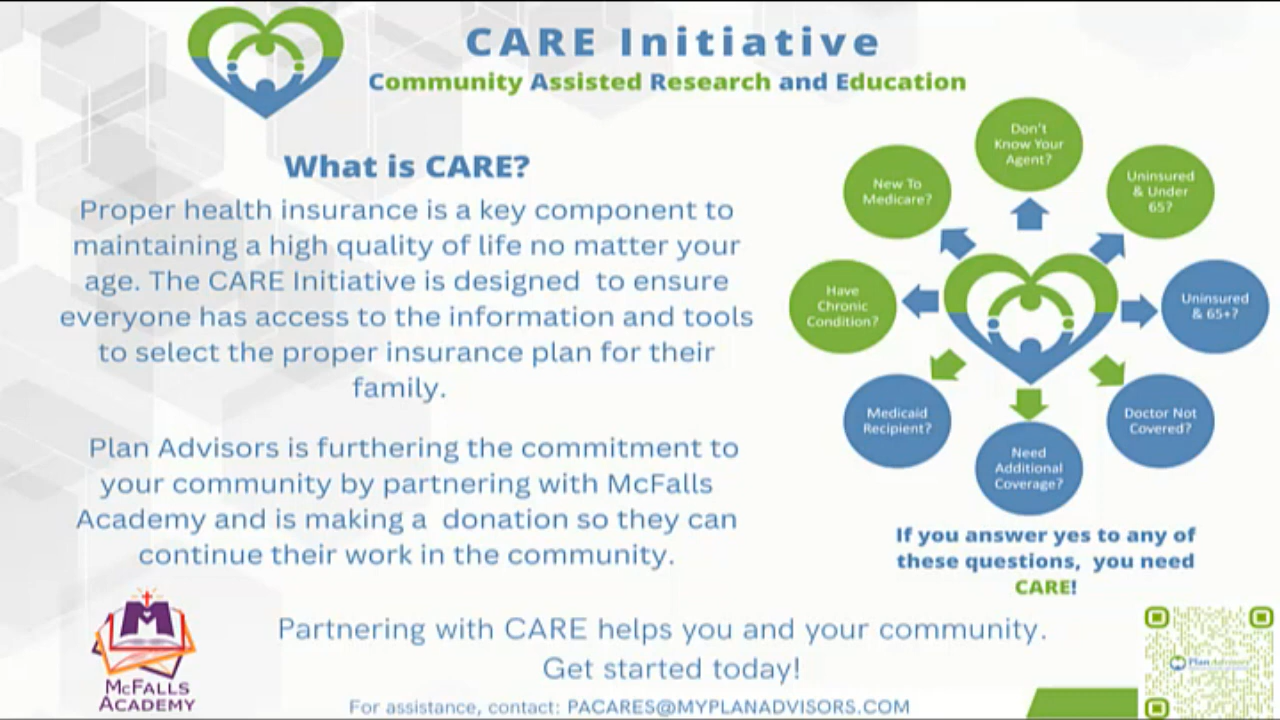 CARE Initiative
Community Assisted Research and Education
What is CARE?
Proper health insurance is a key component to
maintaining a high quality of life no matter your
age. The CARE Initiative is designed to ensure
everyone has access to the information and tools
to select the proper insurance plan for their
family.
Plan Advisors is furthering the commitment to
your community by partnering with McFalls
Academy and is making a donation so they can
continue their work in the community.
Don't
Know Your
Agent?
New To
Medicare?
Uninsured
& Under
65?
Have
Chronic
Condition?
Uninsured
& 65+?
Medicaid
Recipient?
Doctor Not
Covered?
Need
Additional
Coverage?
If you answer yes to any of
these questions, you need
CARE!
Partnering with CARE helps you and your community.
Get started today!
For assistance, contact: PACARES@MYPLANADVISORS.COM
M
McFALLS
ACADEMY
Plan Advisors